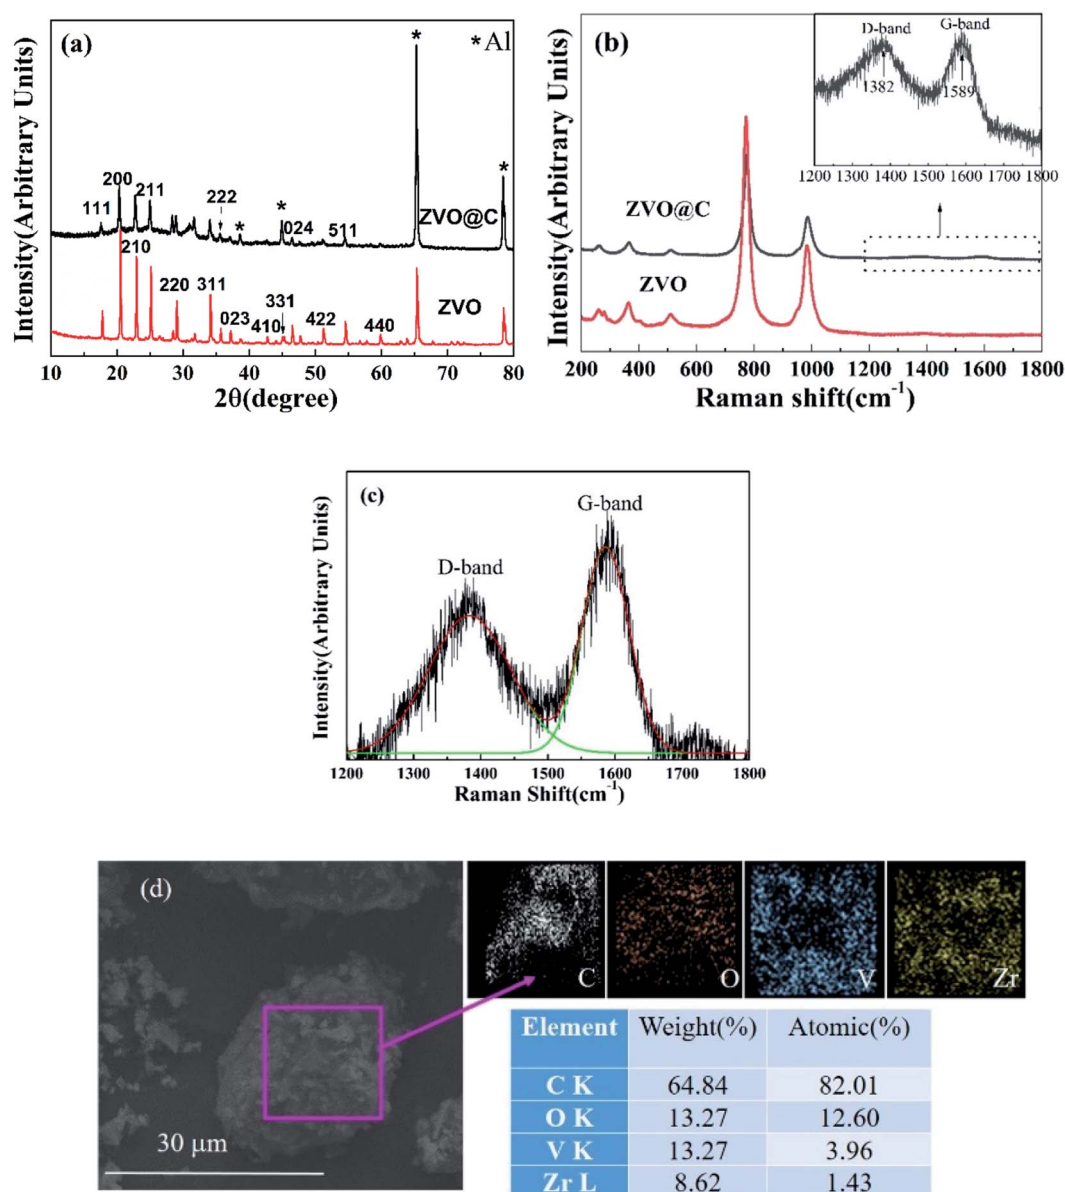 (a)
*Al
Intensity(Arbitrary Units)
111
200
211
222
*
*
024
511
*
*
ZVO@C
210
220
311
023
410
331
422
440
ZVO
10 20 30 40 50 60 70 80
2θ(degree)
(b)
Intensity(Arbitrary Units)
D-band
G-band
1382
1589
1200 1300 1400 1500 1600 1700 1800
ZVO@C
ZVO
200 400 600 800 1000 1200 1400 1600 1800
Raman shift(cm-1)
(c)
Intensity(Arbitrary Units)
D-band
G-band
1200 1300 1400 1500 1600 1700 1800
Raman Shift(cm-1)
(d)
30 μm
C O V Zr
Element Weight(%) Atomic(%)
C K 64.84 82.01
O K 13.27 12.60
V K 13.27 3.96
Zr L 8.62 1.43